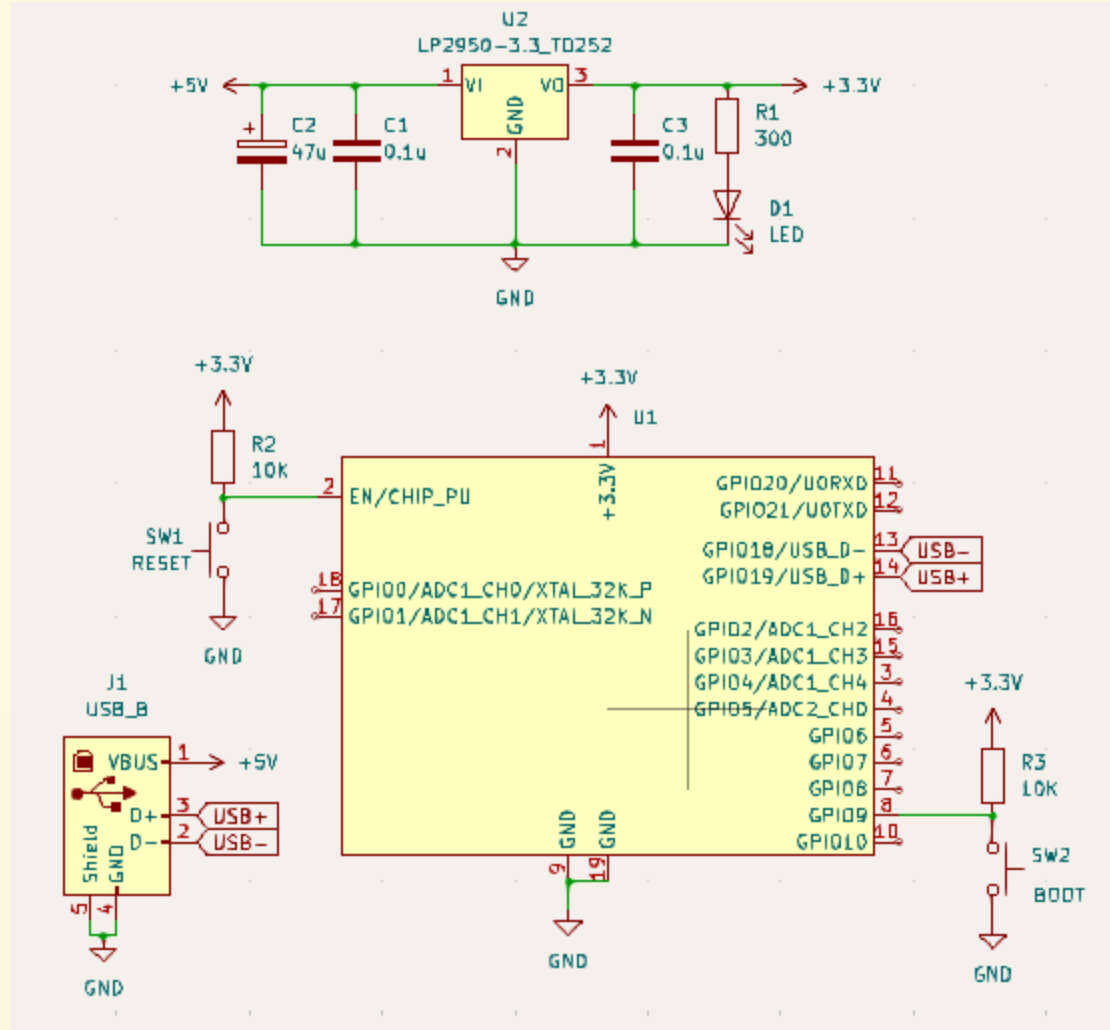 U2
LP2950-3.3_TO252
+5V
1
VI
VO
3
+3.3V
GND
2
+
C2
47u
C1
0.1u
C3
0.1u
R1
300
D1
LED
GND
+3.3V
R2
10K
SW1
RESET
GND
+3.3V
U1
1
+3.3V
2
EN/CHIP_PU
18
GPIO0/ADC1_CH0/XTAL_32K_P
17
GPIO1/ADC1_CH1/XTAL_32K_N
GPIO20/U0RXD
11
GPIO21/U0TXD
12
GPIO18/USB_D-
13
USB-
GPIO19/USB_D+
14
USB+
GPIO2/ADC1_CH2
16
GPIO3/ADC1_CH3
15
GPIO4/ADC1_CH4
3
GPIO5/ADC2_CH0
4
GPIO6
5
GPIO7
6
GPIO8
7
GPIO9
8
GPIO10
10
GND
9
GND
19
GND
J1
USB_B
VBUS
1
+5V
D+
3
USB+
D-
2
USB-
Shield
5
GND
4
GND
+3.3V
R3
10K
SW2
BOOT
GND